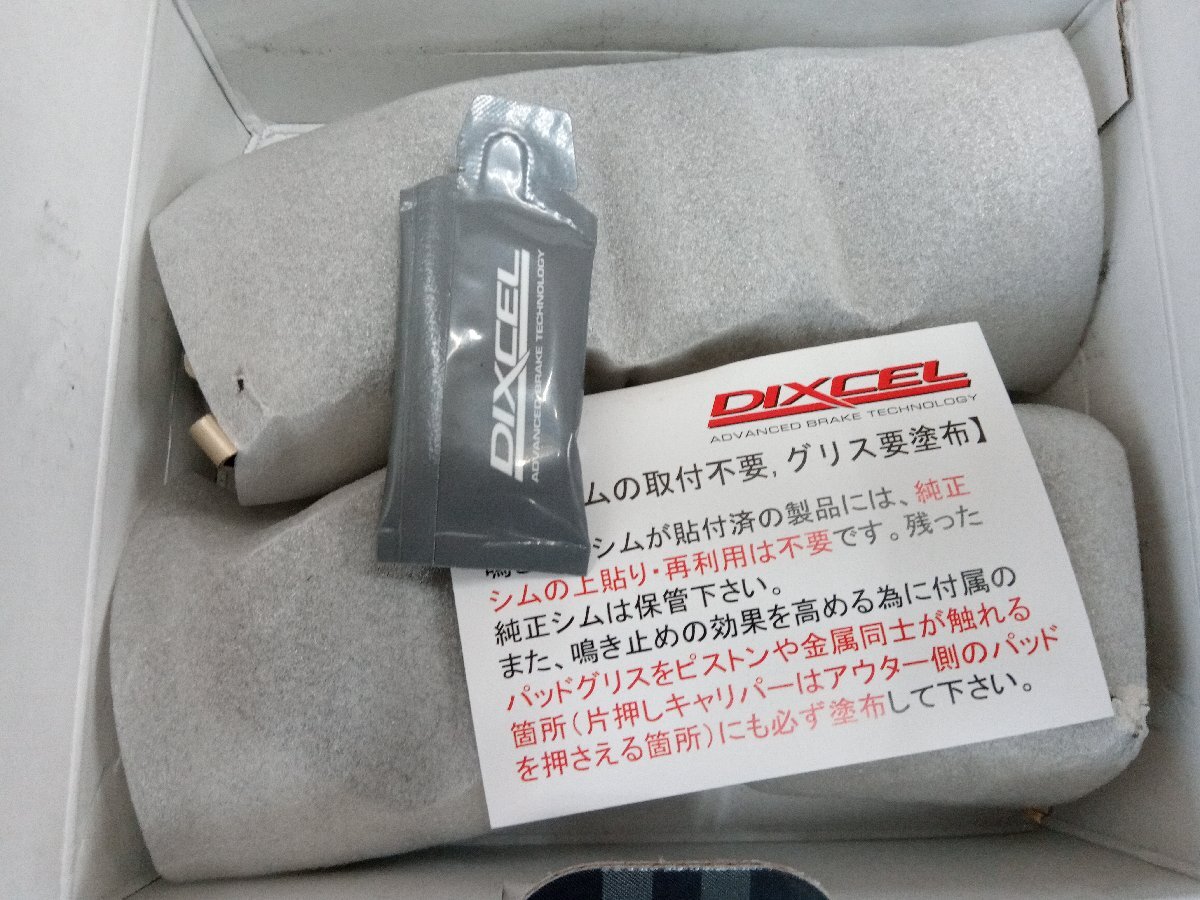 DIXCEL
ADVANCED BRAKE TECHNOLOGY
DIXCEL
ADVANCED BRAKE TECHNOLOGY
ムの取付不要,グリス要塗布】
シムが貼付済の製品には、純正
シムの上貼り・再利用は不要です。残った
純正シムは保管下さい。
また、鳴き止めの効果を高める為に付属の
パッドグリスをピストンや金属同士が触れる
箇所(片押しキャリパーはアウター側のパッド
を押さえる箇所)にも必ず塗布して下さい。